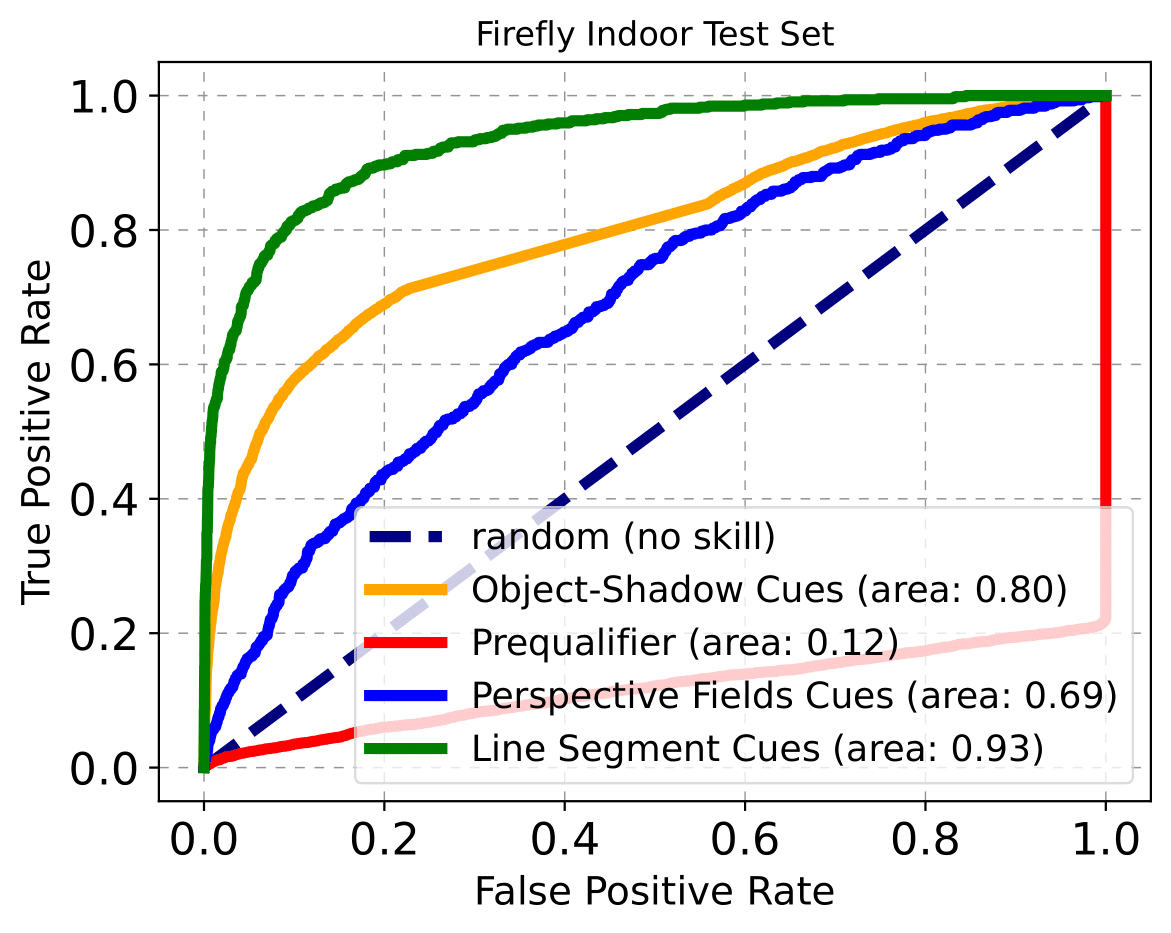 Firefly Indoor Test Set
True Positive Rate
1.0
0.8
0.6
0.4
0.2
0.0
random (no skill)
Object-Shadow Cues (area: 0.80)
Prequalifier (area: 0.12)
Perspective Fields Cues (area: 0.69)
Line Segment Cues (area: 0.93)
0.0 0.2 0.4 0.6 0.8 1.0
False Positive Rate